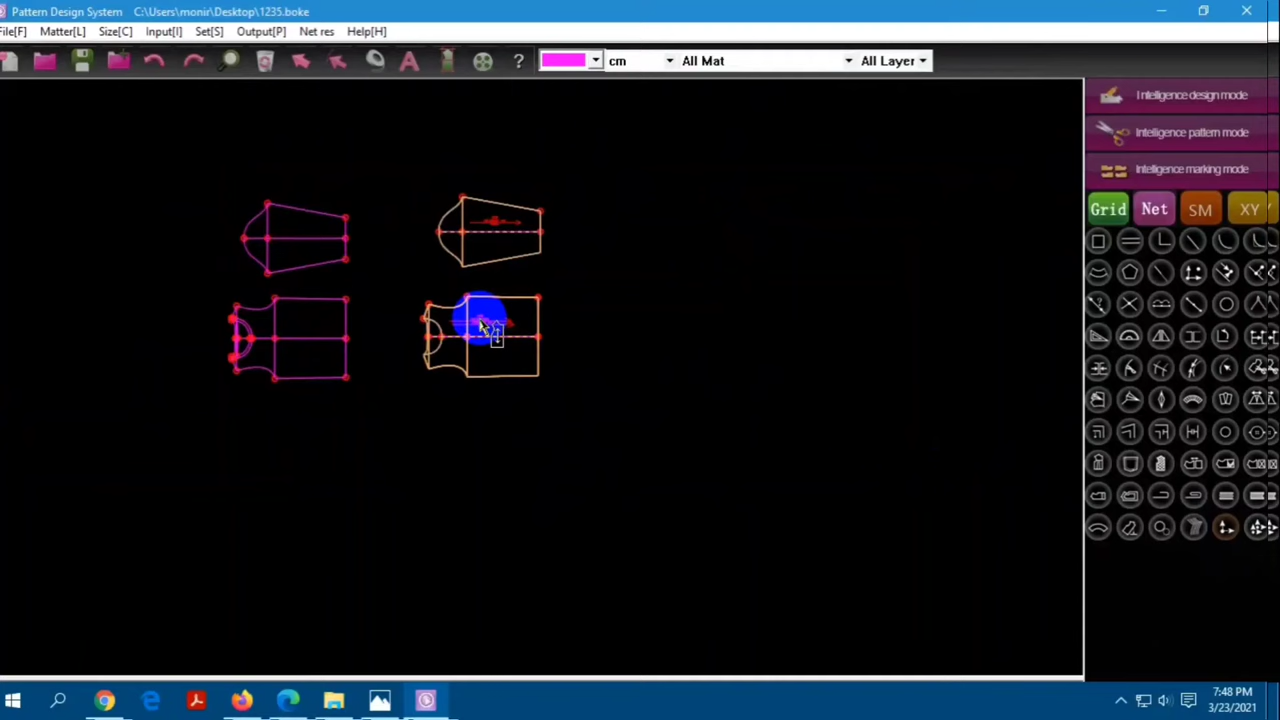 Pattern Design System C:\Users\monir\Desktop\1235.boke
File[F] Matter[L] Size[C] Input[I] Set[S] Output[P] Net res Help[H]
A ? cm All Mat All Layer
Intelligence design mode
Intelligence pattern mode
Intelligence marking mode
Grid Net SM XY
7:48 PM
3/23/2021